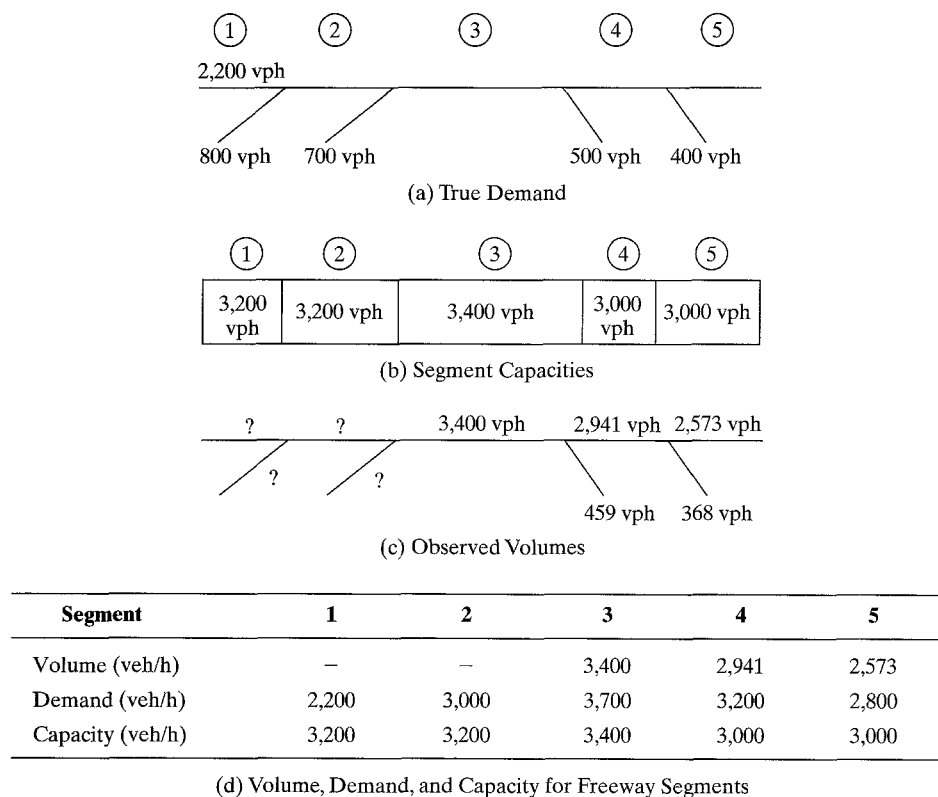 1 2 3 4 5
2,200 vph
800 vph 700 vph 500 vph 400 vph
(a) True Demand
1 2 3 4 5
3,200 vph 3,200 vph 3,400 vph 3,000 vph 3,000 vph
(b) Segment Capacities
? ? 3,400 vph 2,941 vph 2,573 vph
? ? 459 vph 368 vph
(c) Observed Volumes
Segment 1 2 3 4 5
Volume (veh/h) – – 3,400 2,941 2,573
Demand (veh/h) 2,200 3,000 3,700 3,200 2,800
Capacity (veh/h) 3,200 3,200 3,400 3,000 3,000
(d) Volume, Demand, and Capacity for Freeway Segments